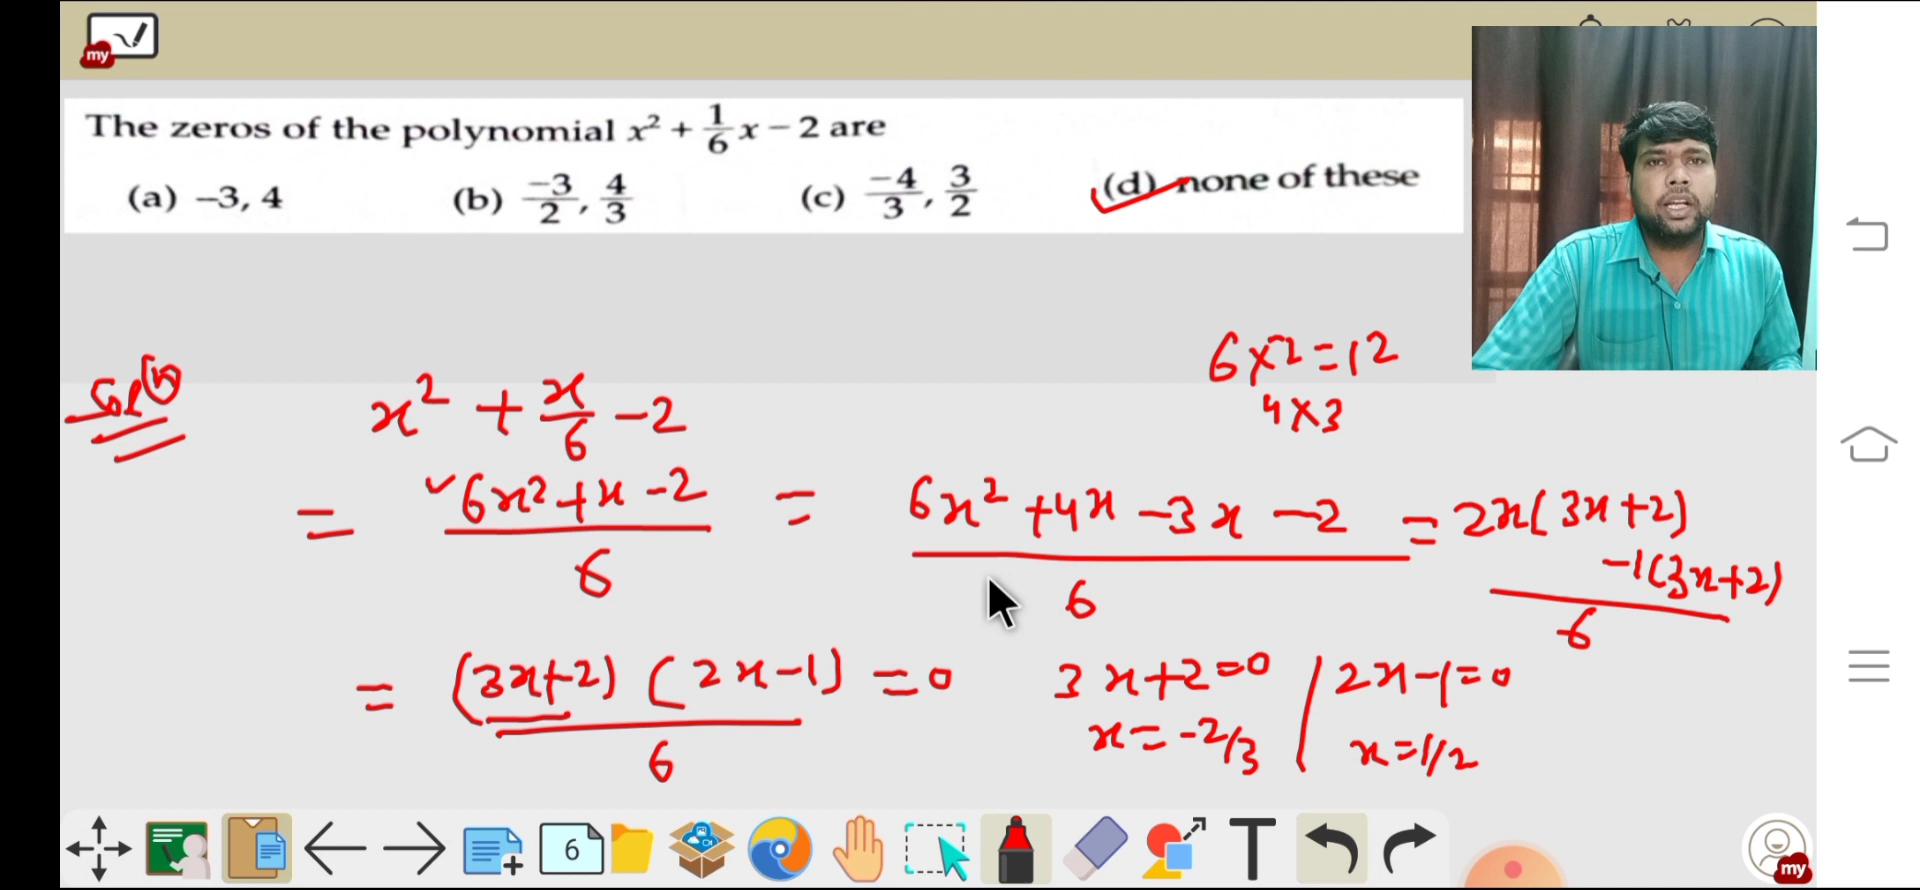 my
The zeros of the polynomial x² + 1/6 x − 2 are
(a) −3, 4 (b) −3/2, 4/3 (c) −4/3, 3/2 (d) none of these
6×2=12
4×3
Sol(n)
x² + x/6 − 2
= 6x²+x−2 / 6 = 6x²+4x−3x−2 / 6 = 2x(3x+2) −1(3x+2) / 6
= (3x+2) (2x−1) / 6 = 0
3x+2=0 | 2x−1=0
x=−2/3 | x=1/2
6
T
my